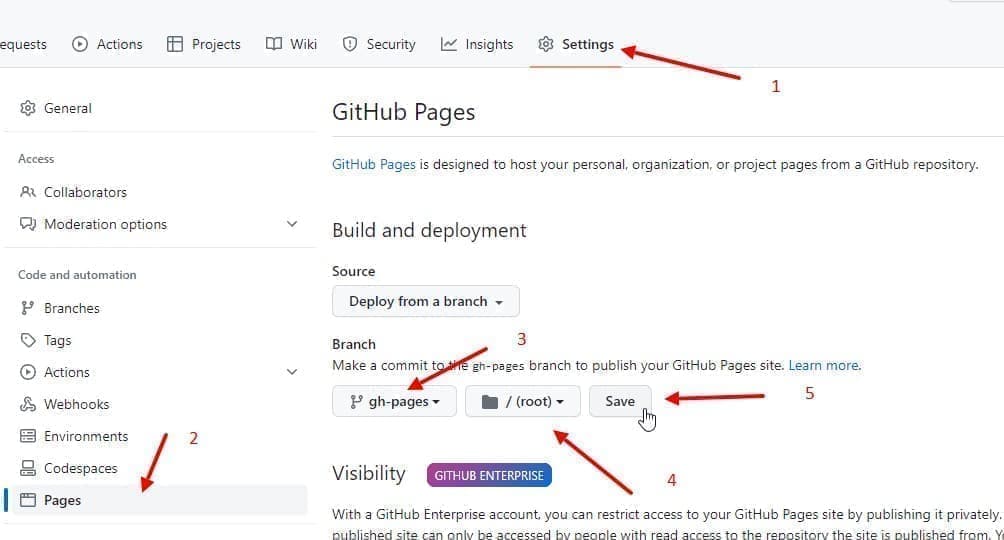 equests Actions Projects Wiki Security Insights Settings
1
General
Access
Collaborators
Moderation options
Code and automation
Branches
Tags
Actions
Webhooks
Environments
2
Codespaces
Pages
GitHub Pages
GitHub Pages is designed to host your personal, organization, or project pages from a GitHub repository.
Build and deployment
Source
Deploy from a branch
Branch
3
Make a commit to the gh-pages branch to publish your GitHub Pages site. Learn more.
gh-pages / (root) Save
5
4
Visibility GITHUB ENTERPRISE
With a GitHub Enterprise account, you can restrict access to your GitHub Pages site by publishing it privately.
published site can only be accessed by people with read access to the repository the site is published from.